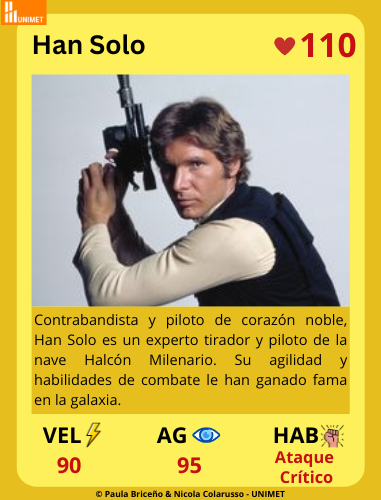 UNIMET
Han Solo
110
Contrabandista y piloto de corazón noble,
Han Solo es un experto tirador y piloto de la
nave Halcón Milenario. Su agilidad y
habilidades de combate le han ganado fama
en la galaxia.
VEL AG HAB
90 95 Ataque
Crítico
© Paula Briceño & Nicola Colarusso - UNIMET